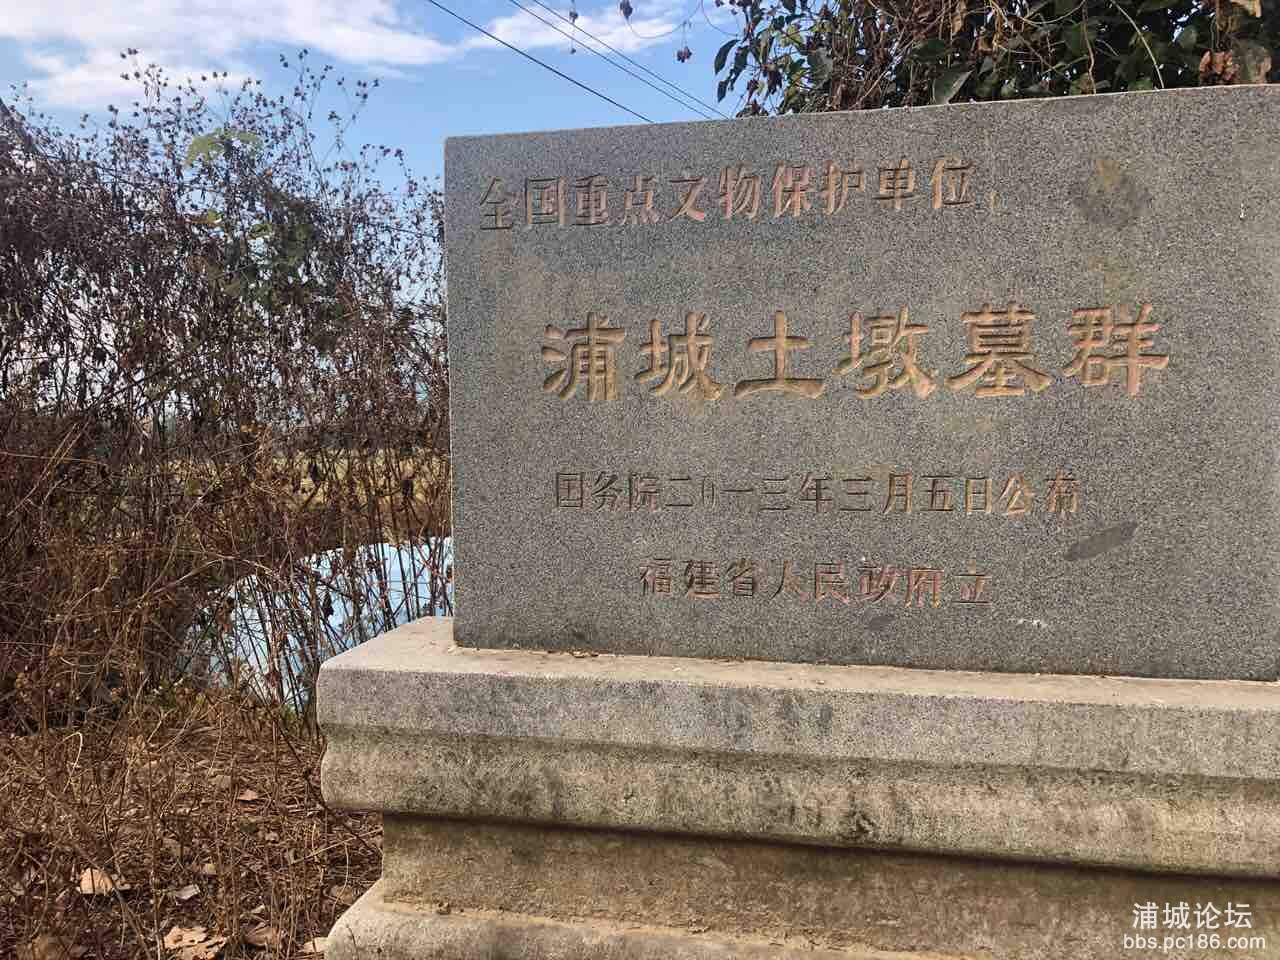 全国重点文物保护单位
浦城土墩墓群
国务院二〇一三年三月五日公布
福建省人民政府立
浦城论坛
bbs.pc186.com